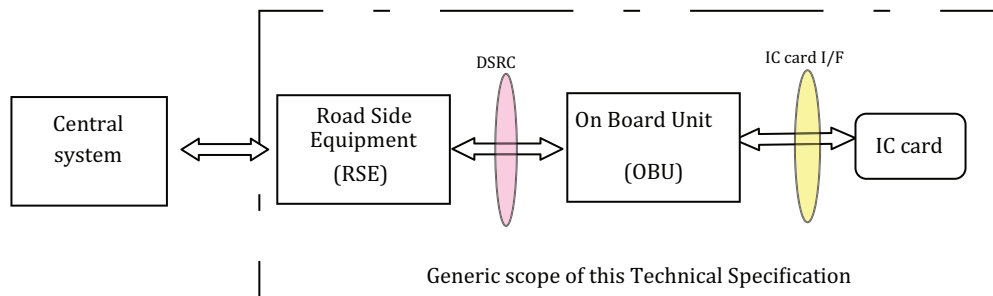 DSRC
IC card I/F
Central
system
Road Side
Equipment
(RSE)
On Board Unit
(OBU)
IC card
Generic scope of this Technical Specification